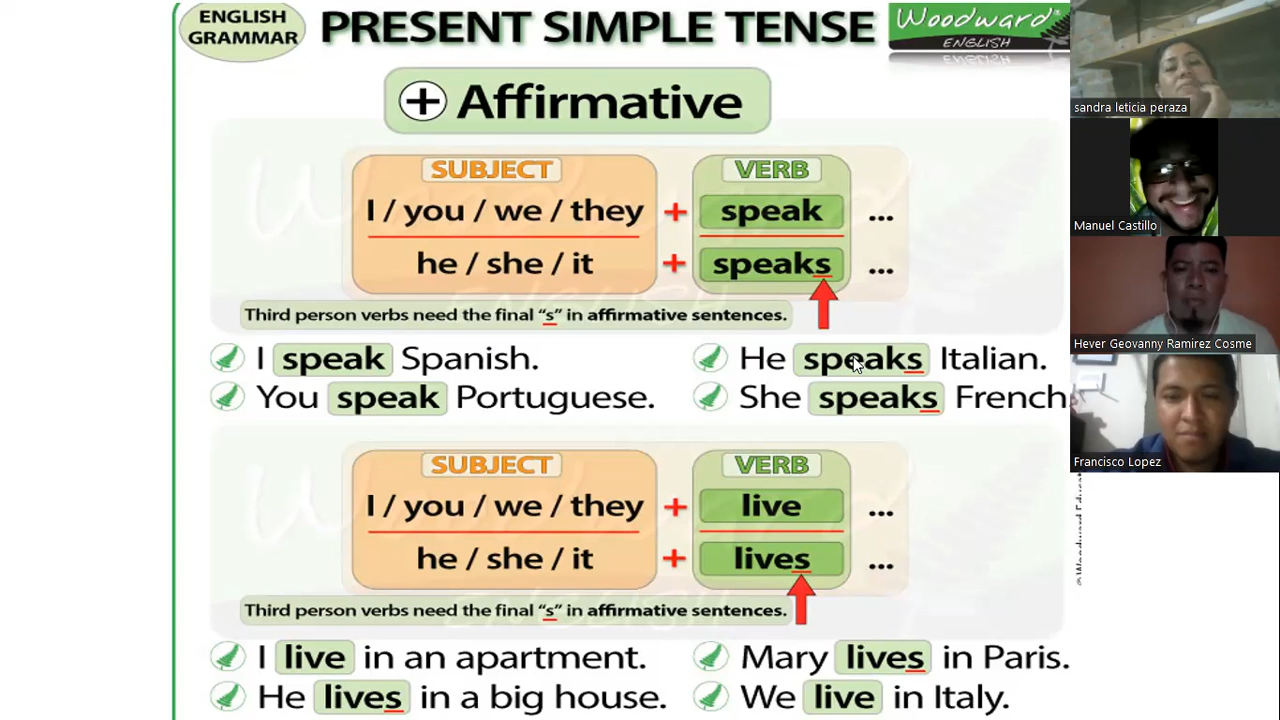 ENGLISH
GRAMMAR
PRESENT SIMPLE TENSE
Woodward®
ENGLISH
+ Affirmative
SUBJECT
VERB
I / you / we / they + speak ...
he / she / it + speaks ...
Third person verbs need the final “s” in affirmative sentences.
I speak Spanish.
He speaks Italian.
You speak Portuguese.
She speaks French
SUBJECT
VERB
I / you / we / they + live ...
he / she / it + lives ...
Third person verbs need the final “s” in affirmative sentences.
I live in an apartment.
Mary lives in Paris.
He lives in a big house.
We live in Italy.
sandra leticia peraza
Manuel Castillo
Hever Geovanny Ramirez Cosme
Francisco Lopez